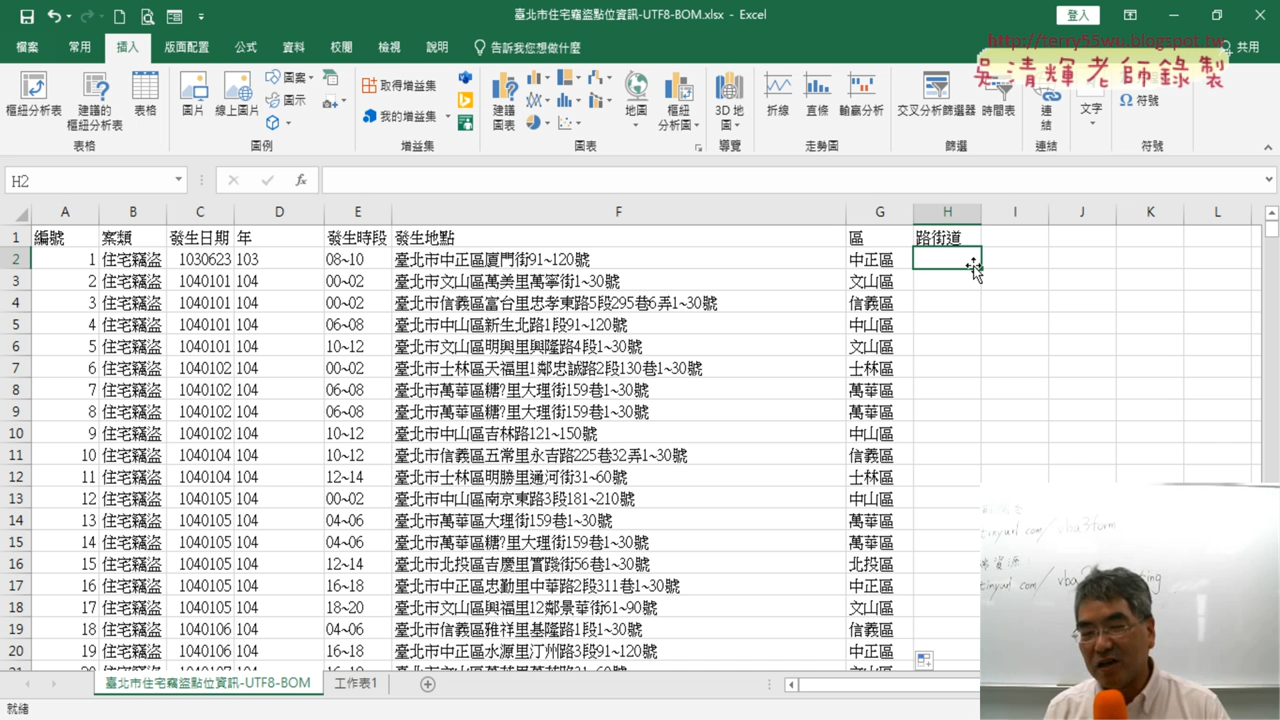 臺北市住宅竊盜點位資訊-UTF8-BOM.xlsx - Excel
登入
檔案 常用 插入 版面配置 公式 資料 校閱 檢視 說明 告訴我您想做什麼 共用
http://terry55wu.blogspot.tw
吳清輝老師錄製
樞紐分析表 建議的樞紐分析表 表格 圖片 線上圖片 圖案 圖示 取得增益集 我的增益集 建議圖表 地圖 樞紐分析圖 3D 地圖 折線 直條 輸贏分析 交叉分析篩選器 時間表 連結 文字 符號
表格 圖例 增益集 圖表 導覽 走勢圖 篩選 連結 符號
H2 fx
A B C D E F G H I J K L
1 編號 案類 發生日期 年 發生時段 發生地點 區 路街道
2 1 住宅竊盜 1030623 103 08~10 臺北市中正區廈門街91~120號 中正區
3 2 住宅竊盜 1040101 104 00~02 臺北市文山區萬美里萬寧街1~30號 文山區
4 3 住宅竊盜 1040101 104 00~02 臺北市信義區富台里忠孝東路5段295巷6弄1~30號 信義區
5 4 住宅竊盜 1040101 104 06~08 臺北市中山區新生北路1段91~120號 中山區
6 5 住宅竊盜 1040101 104 10~12 臺北市文山區明興里興隆路4段1~30號 文山區
7 6 住宅竊盜 1040102 104 00~02 臺北市士林區天福里1鄰忠誠路2段130巷1~30號 士林區
8 7 住宅竊盜 1040102 104 06~08 臺北市萬華區糖?里大理街159巷1~30號 萬華區
9 8 住宅竊盜 1040102 104 06~08 臺北市萬華區糖?里大理街159巷1~30號 萬華區
10 9 住宅竊盜 1040102 104 10~12 臺北市中山區吉林路121~150號 中山區
11 10 住宅竊盜 1040104 104 10~12 臺北市信義區五常里永吉路225巷32弄1~30號 信義區
12 11 住宅竊盜 1040104 104 12~14 臺北市士林區明勝里通河街31~60號 士林區
13 12 住宅竊盜 1040105 104 00~02 臺北市中山區南京東路3段181~210號 中山區
14 13 住宅竊盜 1040105 104 04~06 臺北市萬華區大理街159巷1~30號 萬華區
15 14 住宅竊盜 1040105 104 04~06 臺北市萬華區糖?里大理街159巷1~30號 萬華區
16 15 住宅竊盜 1040105 104 12~14 臺北市北投區吉慶里實踐街56巷1~30號 北投區
17 16 住宅竊盜 1040105 104 16~18 臺北市中正區忠勤里中華路2段311巷1~30號 中正區
18 17 住宅竊盜 1040105 104 18~20 臺北市文山區興福里12鄰景華街61~90號 文山區
19 18 住宅竊盜 1040106 104 04~06 臺北市信義區雅祥里基隆路1段1~30號 信義區
20 19 住宅竊盜 1040106 104 16~18 臺北市中正區水源里汀州路3段91~120號 中正區
tinyurl.com/vba3form
tinyurl.com/
臺北市住宅竊盜點位資訊-UTF8-BOM 工作表1
就緒